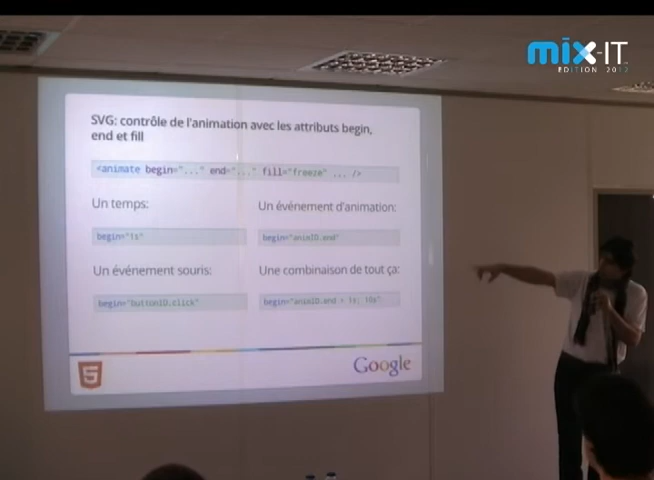 mix-IT
EDITION 2012
SVG: contrôle de l'animation avec les attributs begin,
end et fill
<animate begin="..." end="..." fill="freeze" ... />
Un temps:
Un événement d'animation:
begin="1s"
begin="animID.end"
Un événement souris:
Une combinaison de tout ça:
begin="buttonID.click"
begin="animID.end + 1s; 10s"
5
Google